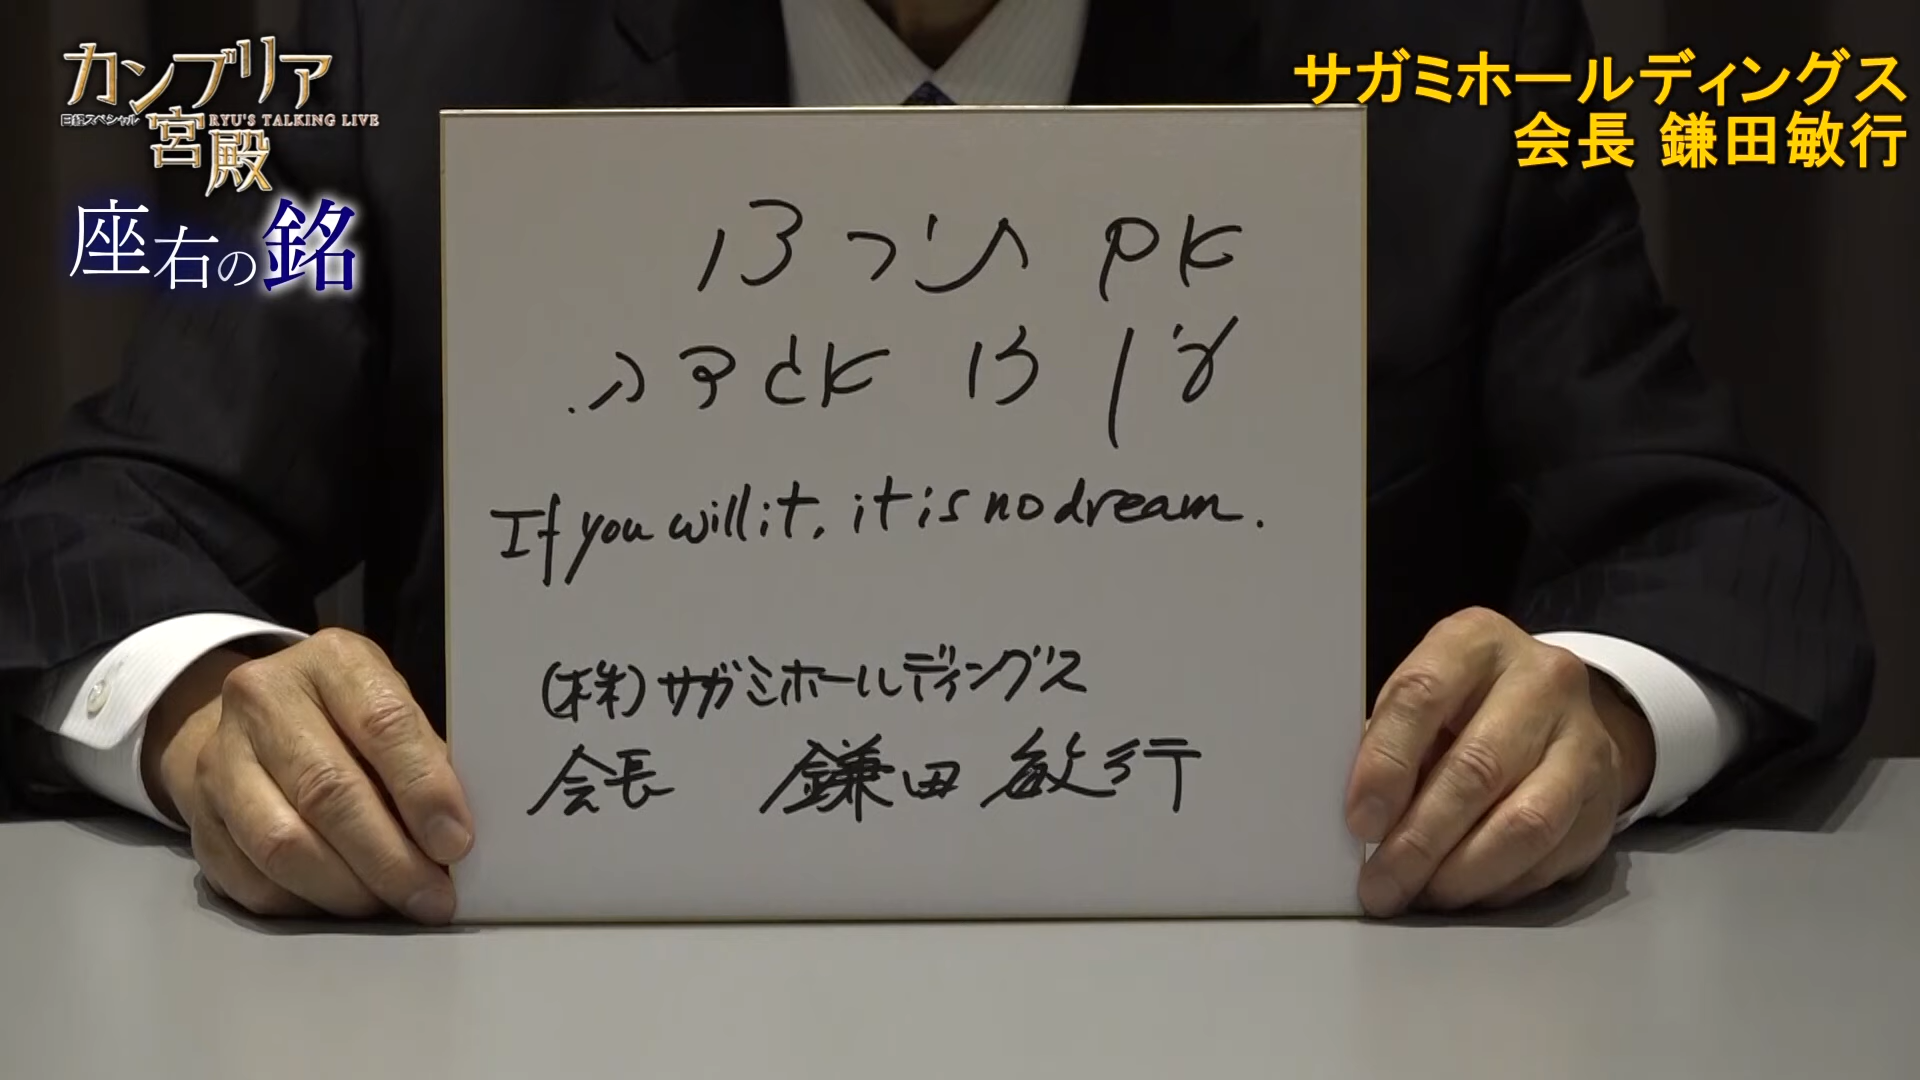 カンブリア
日経スペシャル
宮殿
RYU'S TALKING LIVE
座右の銘
サガミホールディングス
会長 鎌田敏行
אם תרצו
אין זו אגדה.
If you will it, it is no dream.
(株)サガミホールディングス
会長 鎌田敏行